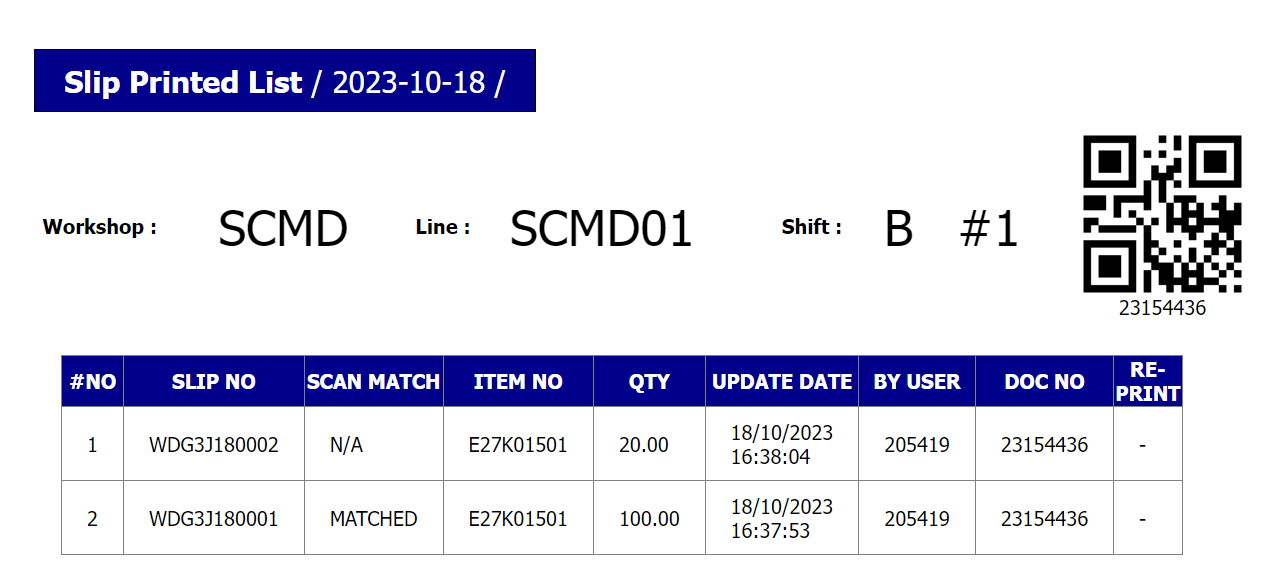 Slip Printed List / 2023-10-18 /
Workshop : SCMD Line : SCMD01 Shift : B #1
23154436
#NO SLIP NO SCAN MATCH ITEM NO QTY UPDATE DATE BY USER DOC NO RE-PRINT
1 WDG3J180002 N/A E27K01501 20.00 18/10/2023 16:38:04 205419 23154436 -
2 WDG3J180001 MATCHED E27K01501 100.00 18/10/2023 16:37:53 205419 23154436 -